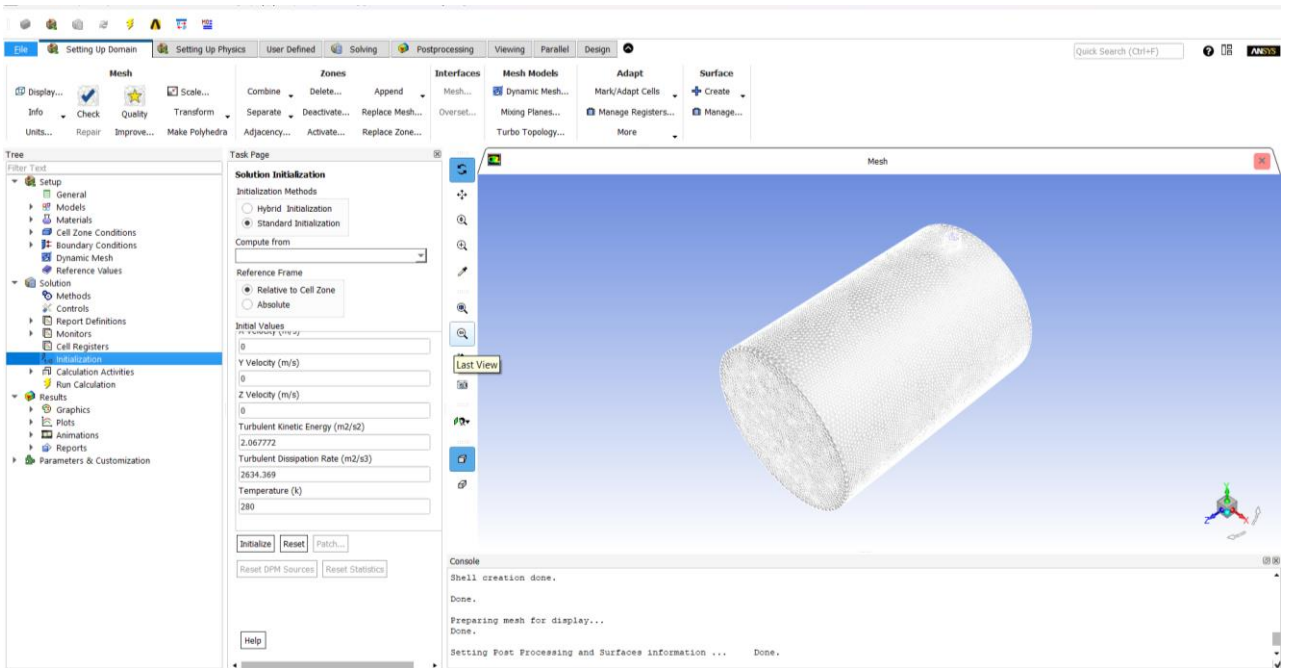 File Setting Up Domain Setting Up Physics User Defined Solving Postprocessing Viewing Parallel Design Quick Search (Ctrl+F) ANSYS
Mesh Zones Interfaces Mesh Models Adapt Surface
Display... Scale... Combine Delete... Append Mesh... Dynamic Mesh... Mark/Adapt Cells Create
Info Check Quality Transform Separate Deactivate... Replace Mesh... Overset... Mixing Planes... Manage Registers... Manage...
Units... Repair Improve... Make Polyhedra Adjacency... Activate... Replace Zone... Turbo Topology... More
Tree
Filter Text
Setup
General
Models
Materials
Cell Zone Conditions
Boundary Conditions
Dynamic Mesh
Reference Values
Solution
Methods
Controls
Report Definitions
Monitors
Cell Registers
Initialization
Calculation Activities
Run Calculation
Results
Graphics
Plots
Animations
Reports
Parameters & Customization
Task Page
Solution Initialization
Initialization Methods
Hybrid Initialization
Standard Initialization
Compute from
Reference Frame
Relative to Cell Zone
Absolute
Initial Values
X Velocity (m/s)
0
Y Velocity (m/s)
0
Z Velocity (m/s)
0
Turbulent Kinetic Energy (m2/s2)
2.067772
Turbulent Dissipation Rate (m2/s3)
2634.369
Temperature (k)
280
Initialize Reset Patch...
Reset DPM Sources Reset Statistics
Help
Last View
Mesh
Y
Z X
Console
Shell creation done.
Done.
Preparing mesh for display...
Done.
Setting Post Processing and Surfaces information ... Done.